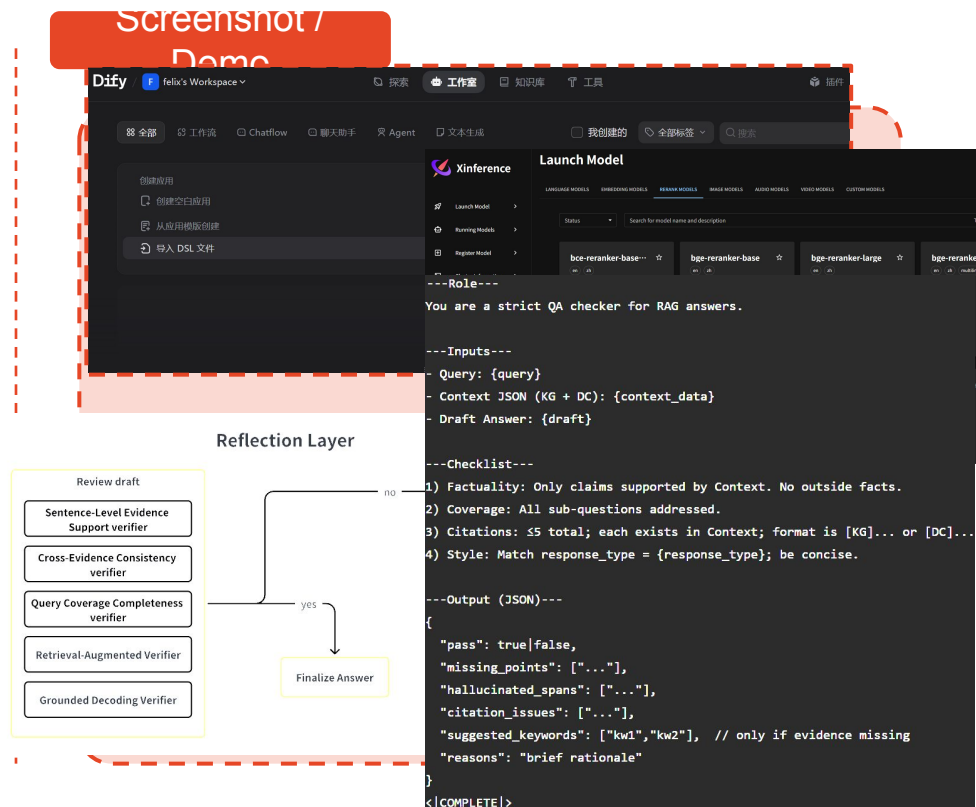 Screenshot /
Demo
Dify / F felix's Workspace 探索 工作室 知识库 工具 插件
全部 工作流 Chatflow 聊天助手 Agent 文本生成 我创建的 全部标签 搜索
创建应用
创建空白应用
从应用模版创建
导入 DSL 文件
Xinference
Launch Model
Running Models
Register Model
Launch Model
LANGUAGE MODELS EMBEDDING MODELS RERANK MODELS IMAGE MODELS AUDIO MODELS VIDEO MODELS CUSTOM MODELS
Status Search for model name and description
bce-reranker-base··· bge-reranker-base bge-reranker-large bge-reranke
en zh en zh en zh en zh
---Role---
You are a strict QA checker for RAG answers.
---Inputs---
- Query: {query}
- Context JSON (KG + DC): {context_data}
- Draft Answer: {draft}
---Checklist---
1) Factuality: Only claims supported by Context. No outside facts.
2) Coverage: All sub-questions addressed.
3) Citations: ≤5 total; each exists in Context; format is [KG]... or [DC]...
4) Style: Match response_type = {response_type}; be concise.
---Output (JSON)---
{
"pass": true|false,
"missing_points": ["..."],
"hallucinated_spans": ["..."],
"citation_issues": ["..."],
"suggested_keywords": ["kw1","kw2"], // only if evidence missing
"reasons": "brief rationale"
}
<|COMPLETE|>
Reflection Layer
Review draft
Sentence-Level Evidence
Support verifier
Cross-Evidence Consistency
verifier
Query Coverage Completeness
verifier
Retrieval-Augmented Verifier
Grounded Decoding Verifier
no
yes
Finalize Answer